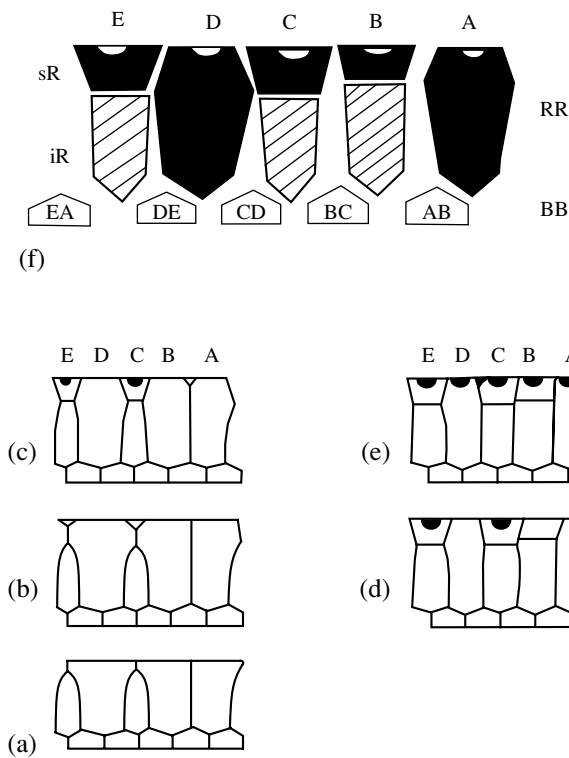 E D C B A
sR
RR
iR
EA DE CD BC AB
BB
(f)
E D C B A
E D C B A
(c)
(e)
(b)
(d)
(a)